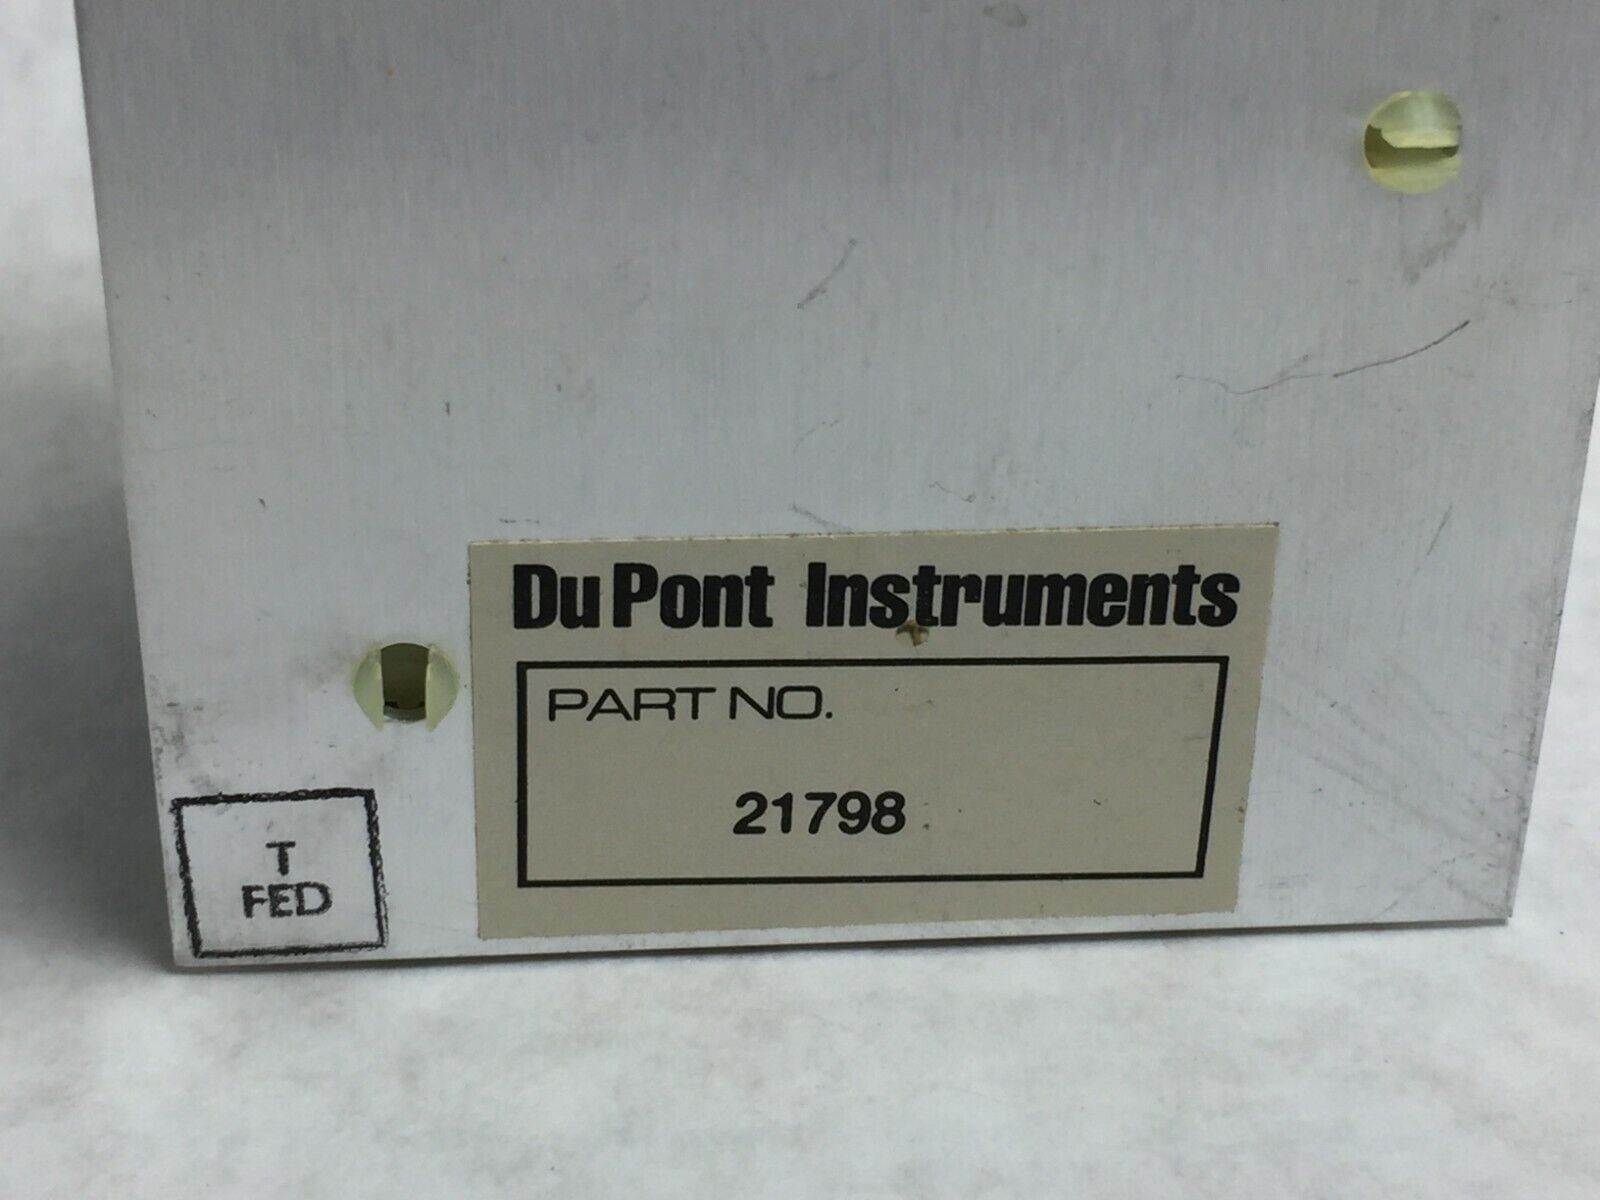 DuPont Instruments
PART NO.
21798
T
FED